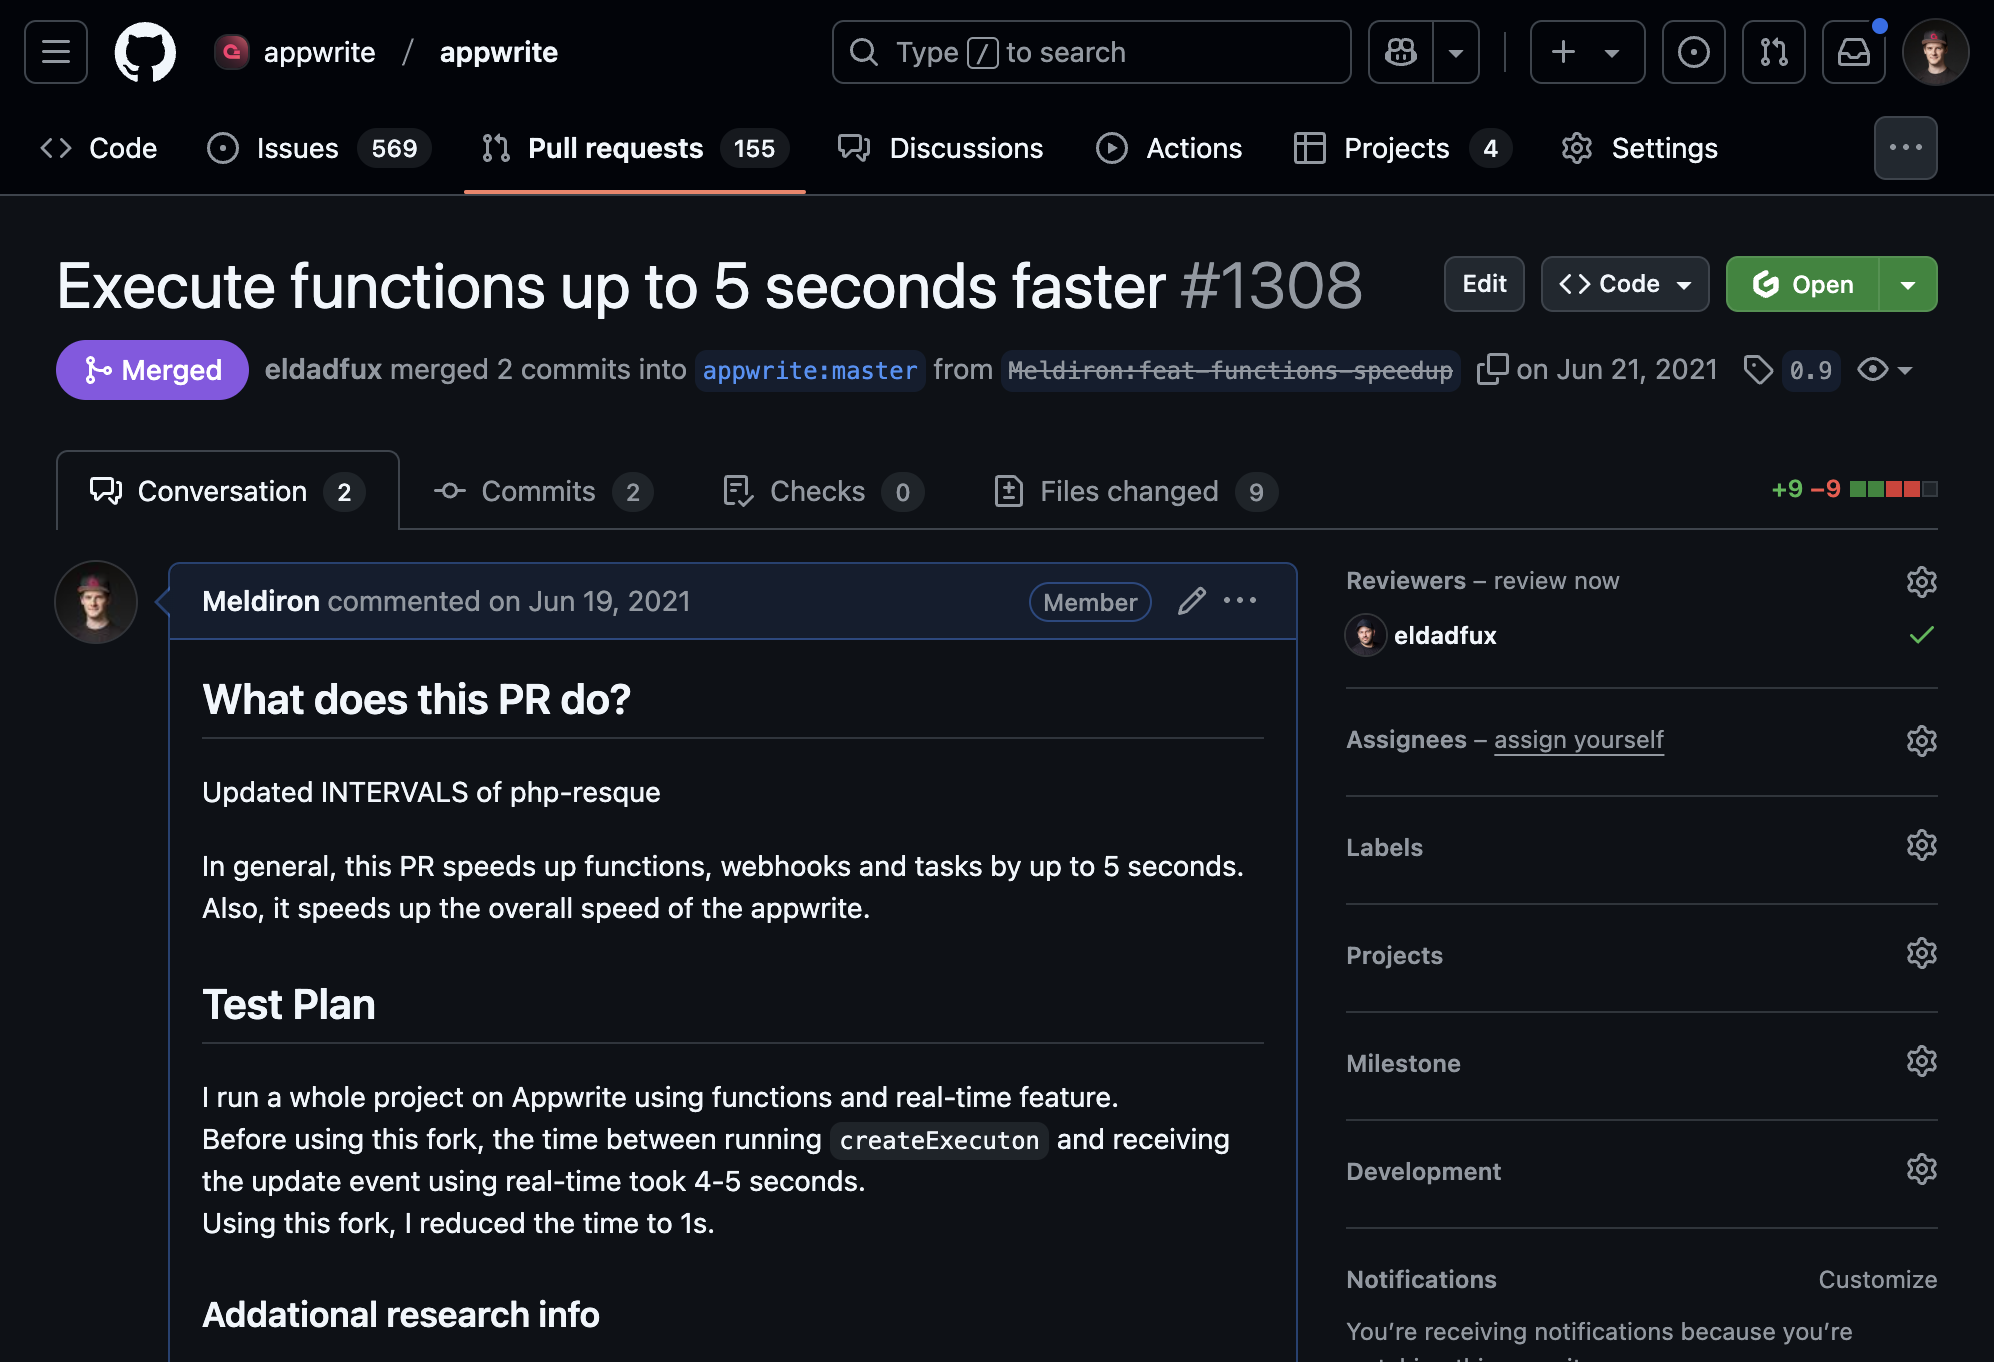 appwrite / appwrite
Type / to search
Code
Issues 569
Pull requests 155
Discussions
Actions
Projects 4
Settings
Execute functions up to 5 seconds faster #1308
Edit
Code
Open
Merged
eldadfux merged 2 commits into appwrite:master from Meldiron:feat-functions-speedup on Jun 21, 2021 0.9
Conversation 2
Commits 2
Checks 0
Files changed 9
+9 −9
Meldiron commented on Jun 19, 2021
Member
What does this PR do?
Updated INTERVALS of php-resque
In general, this PR speeds up functions, webhooks and tasks by up to 5 seconds.
Also, it speeds up the overall speed of the appwrite.
Test Plan
I run a whole project on Appwrite using functions and real-time feature.
Before using this fork, the time between running createExecuton and receiving
the update event using real-time took 4-5 seconds.
Using this fork, I reduced the time to 1s.
Addational research info
Reviewers – review now
eldadfux
Assignees – assign yourself
Labels
Projects
Milestone
Development
Notifications
Customize
You're receiving notifications because you're